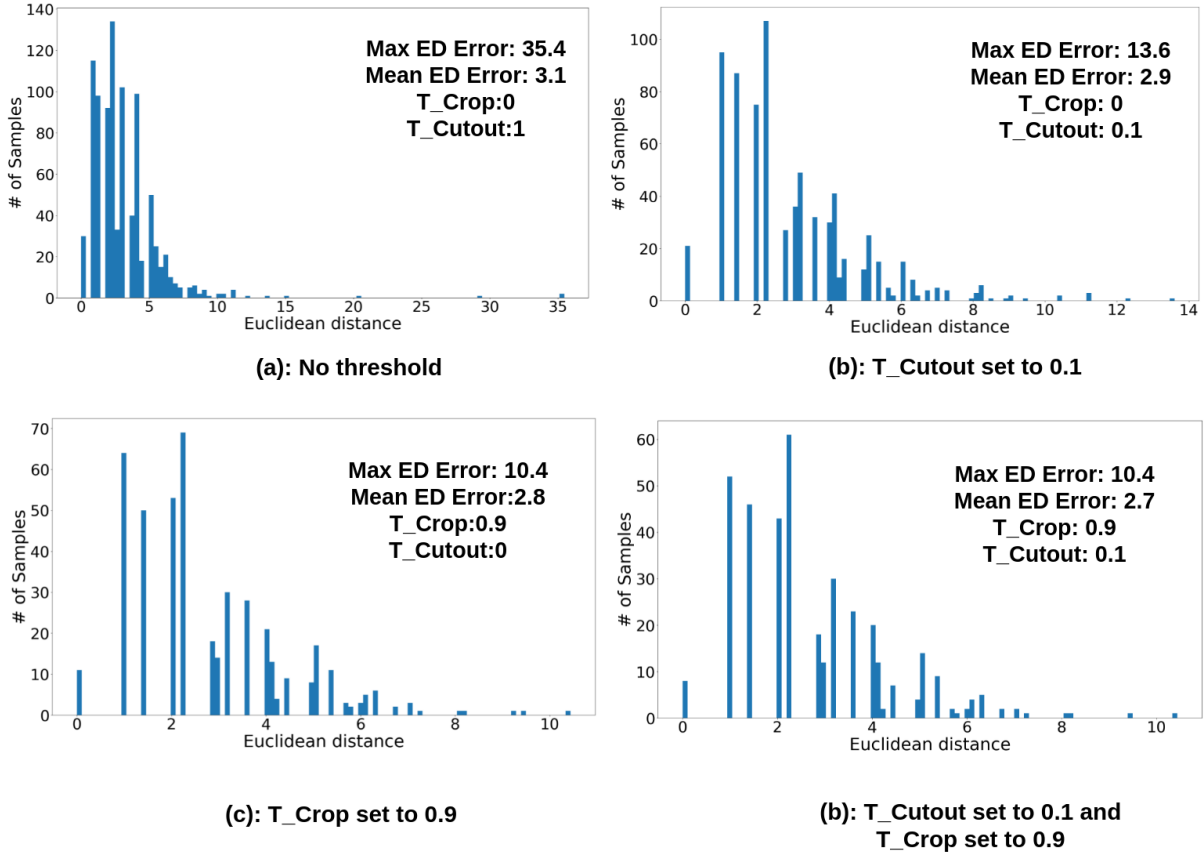 140
120
100
80
60
40
20
0
# of Samples
Max ED Error: 35.4
Mean ED Error: 3.1
T_Crop:0
T_Cutout:1
0 5 10 15 20 25 30 35
Euclidean distance
(a): No threshold
100
80
60
40
20
0
# of Samples
Max ED Error: 13.6
Mean ED Error: 2.9
T_Crop: 0
T_Cutout: 0.1
0 2 4 6 8 10 12 14
Euclidean distance
(b): T_Cutout set to 0.1
70
60
50
40
30
20
10
0
# of Samples
Max ED Error: 10.4
Mean ED Error:2.8
T_Crop:0.9
T_Cutout:0
0 2 4 6 8 10
Euclidean distance
(c): T_Crop set to 0.9
60
50
40
30
20
10
0
# of Samples
Max ED Error: 10.4
Mean ED Error: 2.7
T_Crop: 0.9
T_Cutout: 0.1
0 2 4 6 8 10
Euclidean distance
(b): T_Cutout set to 0.1 and
T_Crop set to 0.9